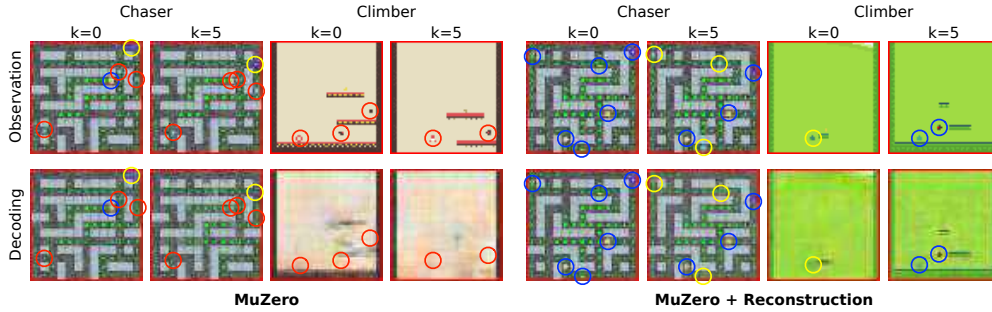 Chaser Climber Chaser Climber
k=0 k=5 k=0 k=5 k=0 k=5 k=0 k=5
Observation
Decoding
MuZero MuZero + Reconstruction